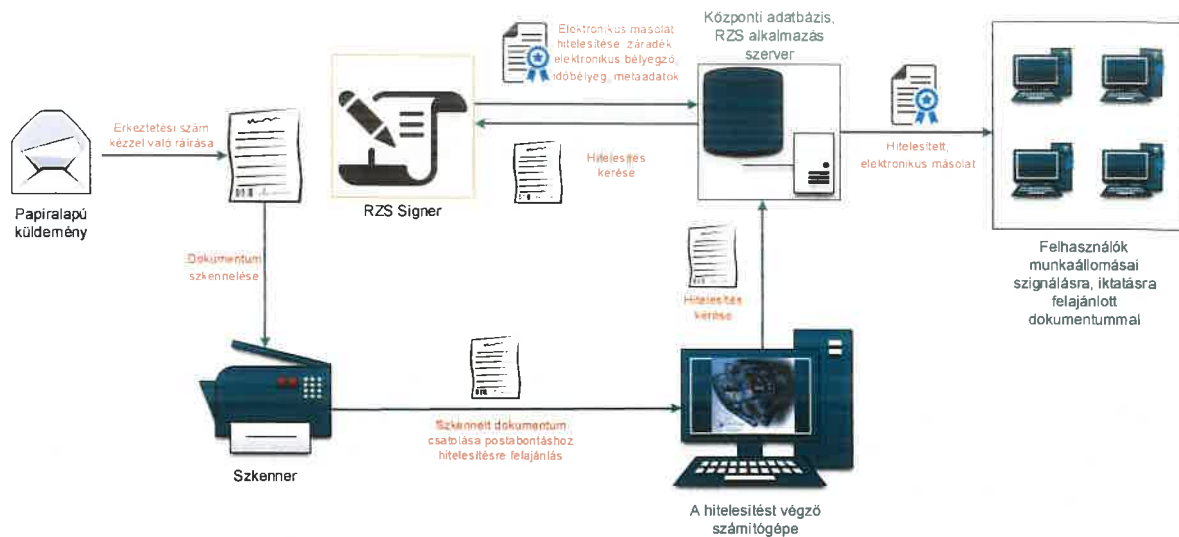 Elektronikus másolat
hitelesítése: záradék
elektronikus bélyegző,
időbélyeg, metaadatok
Központi adatbázis,
RZS alkalmazás
szerver
Érkeztetési szám
kézzel való ráírása
Papíralapú
küldemény
RZS Signer
Hitelesítés
kérése
Hitelesített,
elektronikus másolat
Felhasználók
munkaállomásai
szignálásra, iktatásra
felajánlott
dokumentummal
Dokumentum
szkennelése
Hitelesítés
kérése
Szkennelt dokumentum
csatolása postabontáshoz
hitelesítésre felajánlás
Szkenner
A hitelesítést végző
számítógépe